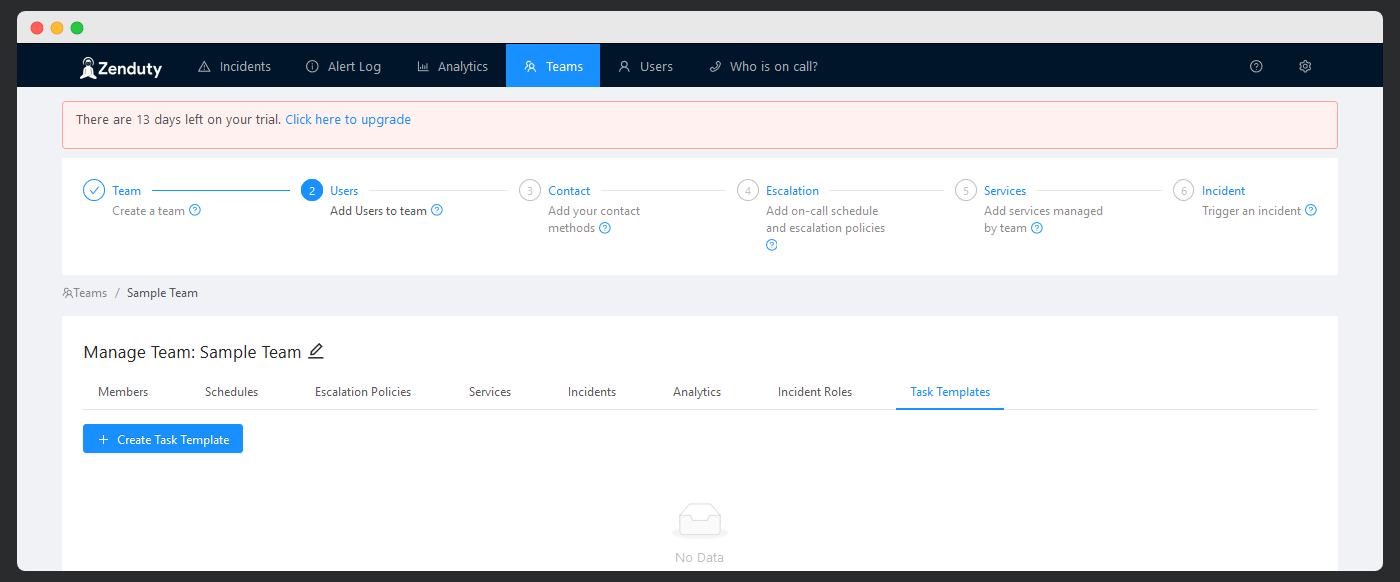 Zenduty Incidents Alert Log Analytics Teams Users Who is on call?
There are 13 days left on your trial. Click here to upgrade
Team 2 Users 3 Contact 4 Escalation 5 Services 6 Incident
Create a team Add Users to team Add your contact Add on-call schedule Add services managed Trigger an incident
methods and escalation policies by team
Teams / Sample Team
Manage Team: Sample Team
Members Schedules Escalation Policies Services Incidents Analytics Incident Roles Task Templates
+ Create Task Template
No Data